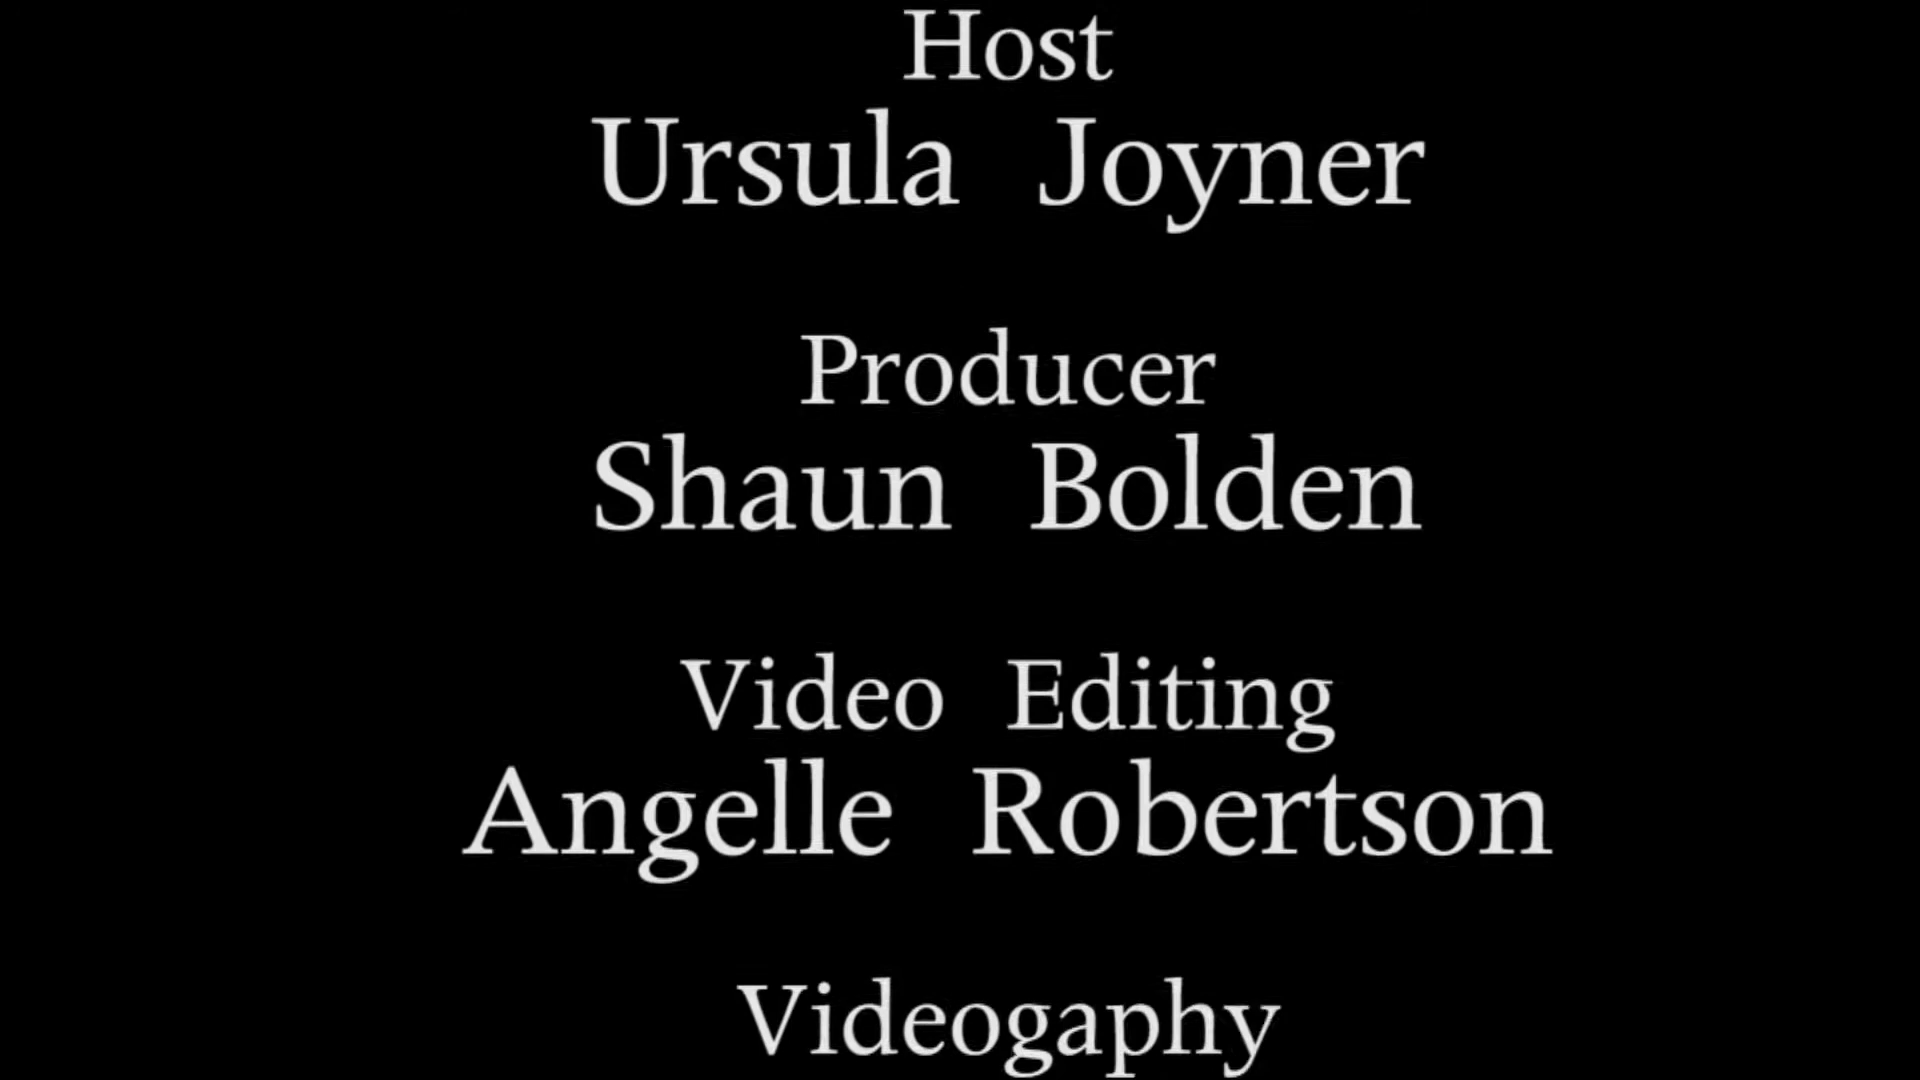 Host
Ursula Joyner
Producer
Shaun Bolden
Video Editing
Angelle Robertson
Videogaphy